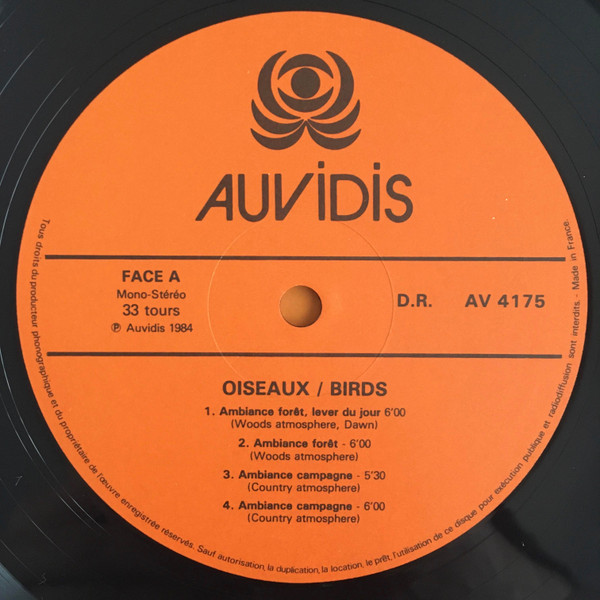 AUViDiS
FACE A
Mono-Stéréo
33 tours
℗ Auvidis 1984
D.R. AV 4175
OISEAUX / BIRDS
1. Ambiance forêt, lever du jour 6'00
(Woods atmosphere, Dawn)
2. Ambiance forêt - 6'00
(Woods atmosphere)
3. Ambiance campagne - 5'30
(Country atmosphere)
4. Ambiance campagne - 6'00
(Country atmosphere)
Tous droits du producteur phonographique et du propriétaire de l'œuvre enregistrée réservés. Sauf autorisation, la duplication, la location, le prêt, l'utilisation de ce disque pour exécution publique et radiodiffusion sont interdits. - Made in France.